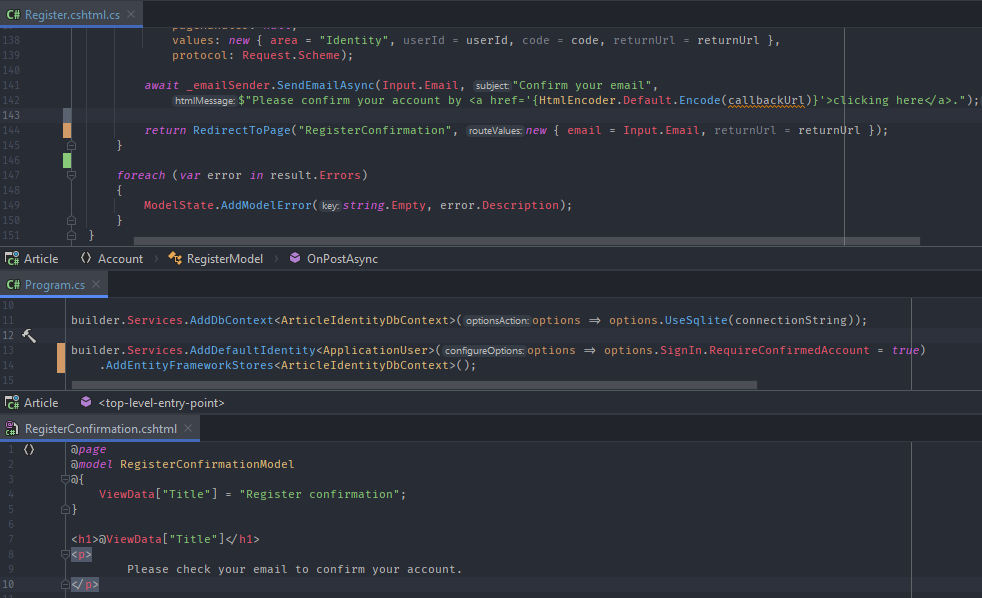 C# Register.cshtml.cs ×
138 values: new { area = "Identity", userId = userId, code = code, returnUrl = returnUrl },
139 protocol: Request.Scheme);
140
141 await _emailSender.SendEmailAsync(Input.Email, subject: "Confirm your email",
142 htmlMessage: $"Please confirm your account by <a href='{HtmlEncoder.Default.Encode(callbackUrl)}'>clicking here</a>.");
143
144 return RedirectToPage("RegisterConfirmation", routeValues: new { email = Input.Email, returnUrl = returnUrl });
145 }
146
147 foreach (var error in result.Errors)
148 {
149 ModelState.AddModelError(key: string.Empty, error.Description);
150 }
151 }
Article Account RegisterModel OnPostAsync
C# Program.cs ×
10
11 builder.Services.AddDbContext<ArticleIdentityDbContext>(optionsAction: options => options.UseSqlite(connectionString));
12
13 builder.Services.AddDefaultIdentity<ApplicationUser>(configureOptions: options => options.SignIn.RequireConfirmedAccount = true)
14 .AddEntityFrameworkStores<ArticleIdentityDbContext>();
15
Article <top-level-entry-point>
RegisterConfirmation.cshtml ×
1 @page
2 @model RegisterConfirmationModel
3 @{
4 ViewData["Title"] = "Register confirmation";
5 }
6
7 <h1>@ViewData["Title"]</h1>
8 <p>
9 Please check your email to confirm your account.
10 </p>